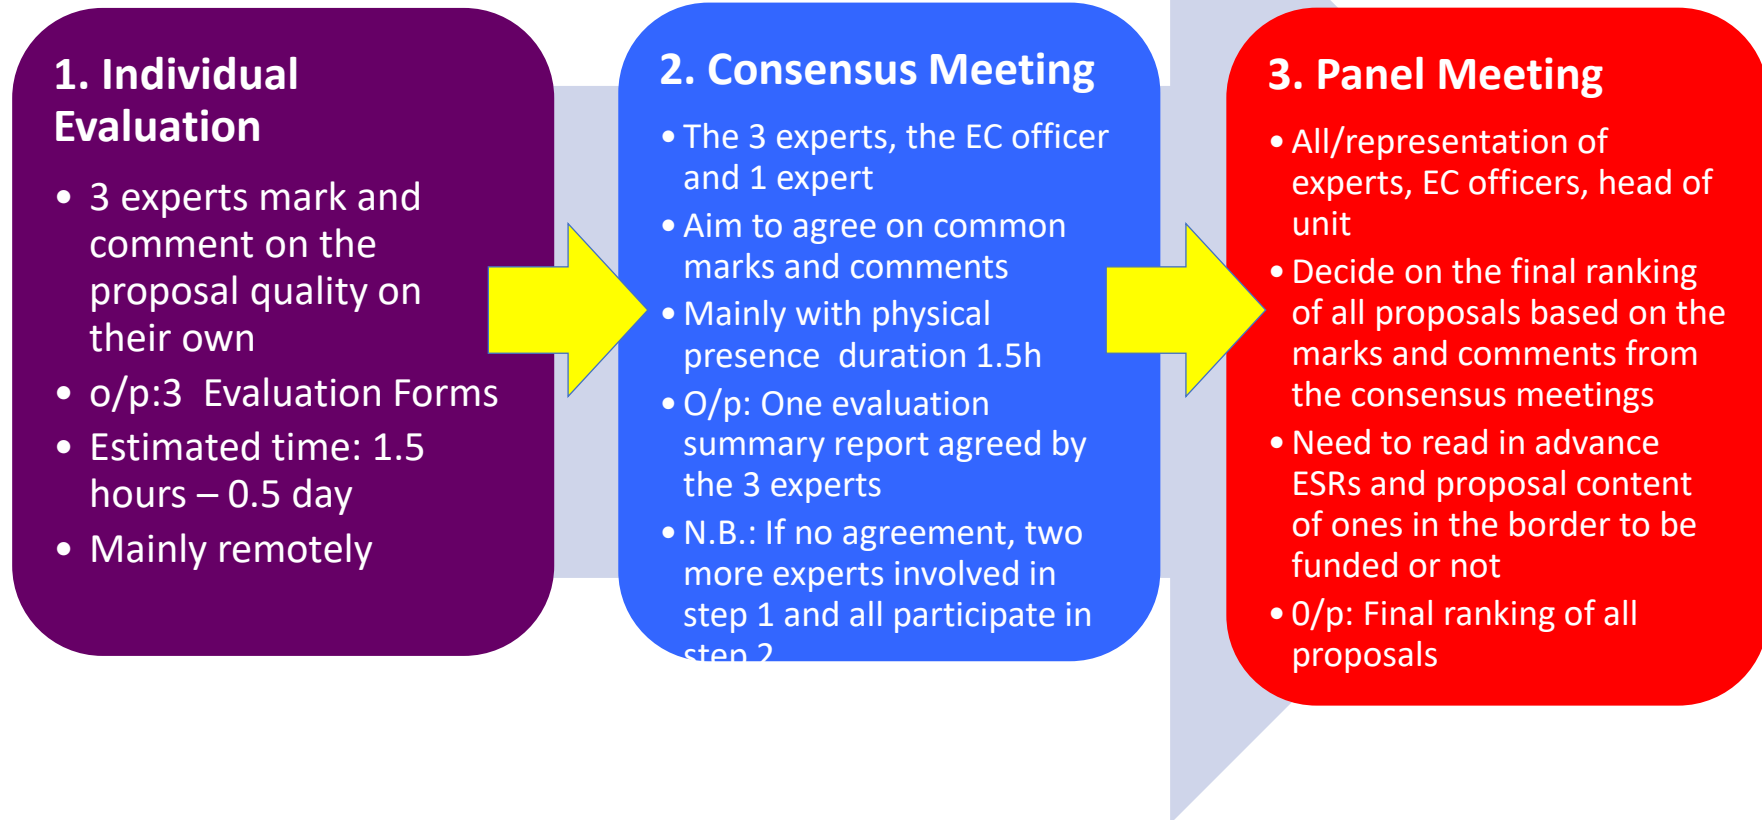 1. Individual
Evaluation
• 3 experts mark and
comment on the
proposal quality on
their own
• o/p:3  Evaluation Forms
• Estimated time: 1.5
hours – 0.5 day
• Mainly remotely
2. Consensus Meeting
• The 3 experts, the EC officer
and 1 expert
• Aim to agree on common
marks and comments
• Mainly with physical
presence  duration 1.5h
• O/p: One evaluation
summary report agreed by
the 3 experts
• N.B.: If no agreement, two
more experts involved in
step 1 and all participate in
step 2
3. Panel Meeting
• All/representation of
experts, EC officers, head of
unit
• Decide on the final ranking
of all proposals based on the
marks and comments from
the consensus meetings
• Need to read in advance
ESRs and proposal content
of ones in the border to be
funded or not
• 0/p: Final ranking of all
proposals